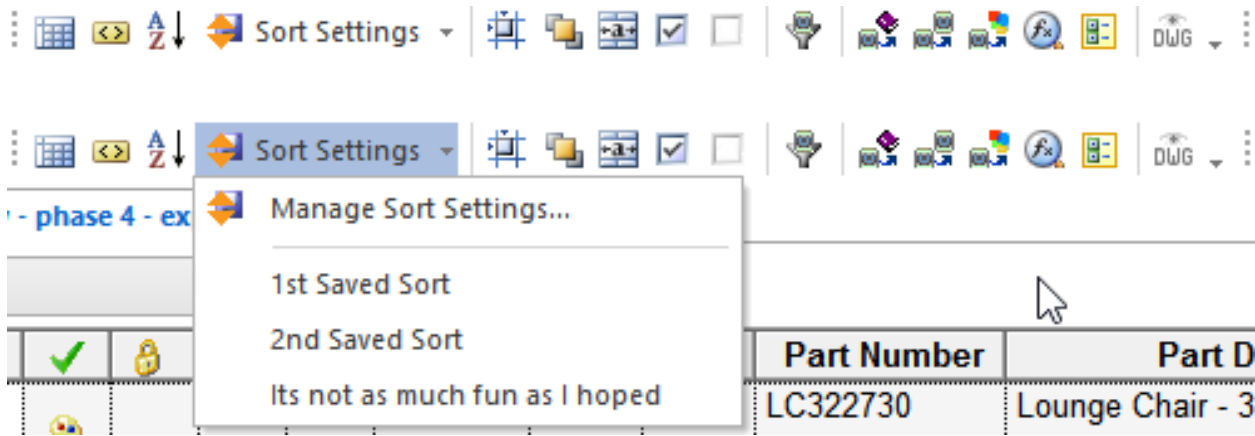 Sort Settings
DWG
Sort Settings
DWG
- phase 4 - ex
Manage Sort Settings...
1st Saved Sort
2nd Saved Sort
Its not as much fun as I hoped
Part Number
Part D
LC322730
Lounge Chair - 3